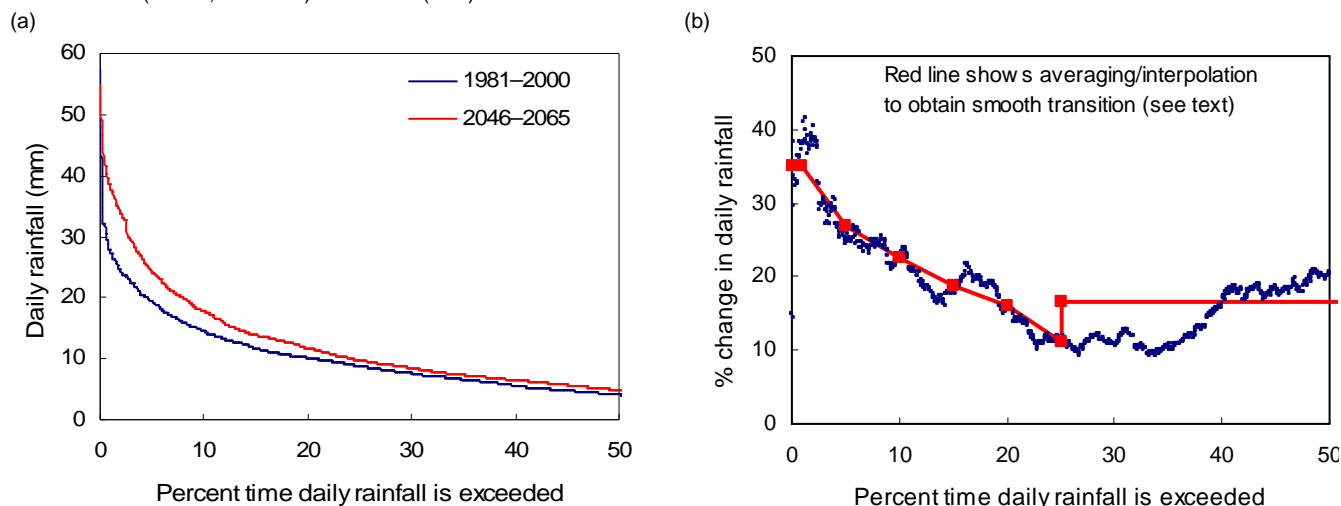 (a)
60
50
40
30
20
10
0
Daily rainfall (mm)
1981–2000
2046–2065
0 10 20 30 40 50
Percent time daily rainfall is exceeded
(b)
50
40
30
20
10
0
% change in daily rainfall
Red line show s averaging/interpolation
to obtain smooth transition (see text)
0 10 20 30 40 50
Percent time daily rainfall is exceeded